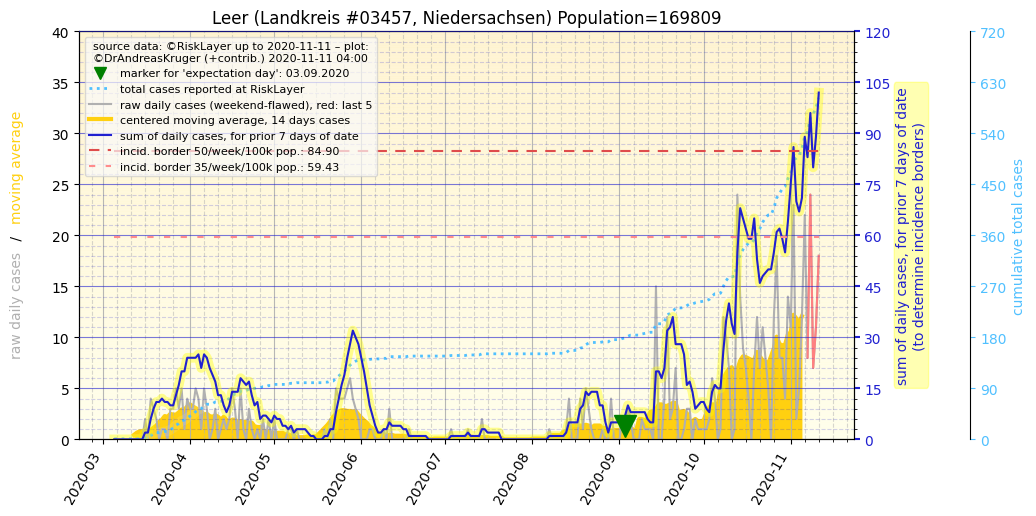 Leer (Landkreis #03457, Niedersachsen) Population=169809
source data: ©RiskLayer up to 2020-11-11 – plot:
©DrAndreasKruger (+contrib.) 2020-11-11 04:00
marker for 'expectation day': 03.09.2020
total cases reported at RiskLayer
raw daily cases (weekend-flawed), red: last 5
centered moving average, 14 days cases
sum of daily cases, for prior 7 days of date
incid. border 50/week/100k pop.: 84.90
incid. border 35/week/100k pop.: 59.43
raw daily cases / moving average
40
35
30
25
20
15
10
5
0
2020-03
2020-04
2020-05
2020-06
2020-07
2020-08
2020-09
2020-10
2020-11
120
105
90
75
60
45
30
15
0
sum of daily cases, for prior 7 days of date
(to determine incidence borders)
720
630
540
450
360
270
180
90
0
cumulative total cases